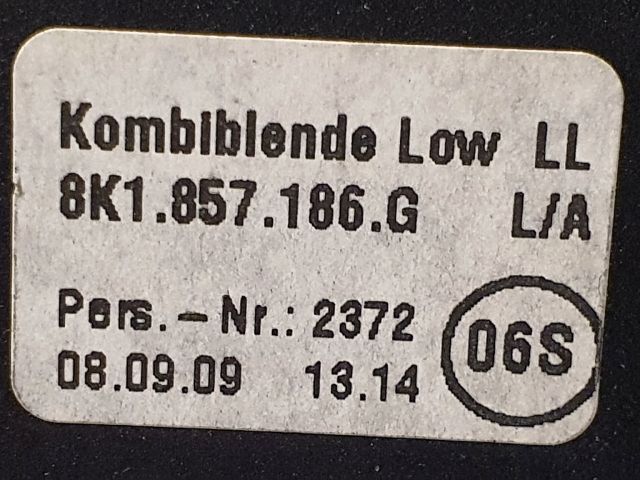 Kombiblende Low LL
8K1.857.186.G L/A
Pers.-Nr.: 2372
08.09.09 13.14
06S